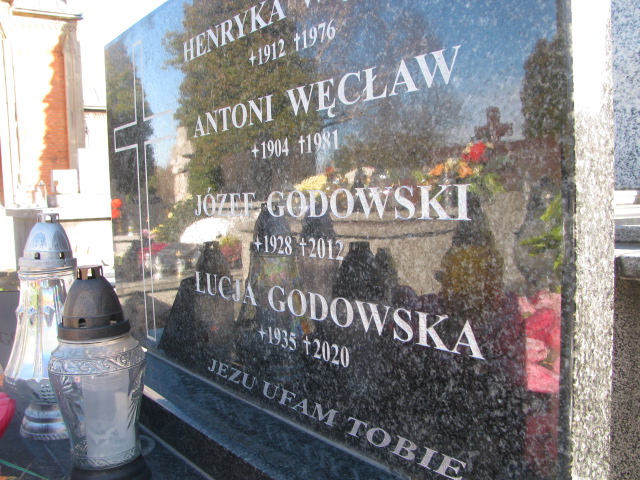 HENRYKA
+1912 †1976
ANTONI WĘCŁAW
+1904 †1981
JÓZEF GODOWSKI
+1928 †2012
LUCJA GODOWSKA
+1935 †2020
JEZU UFAM TOBIE